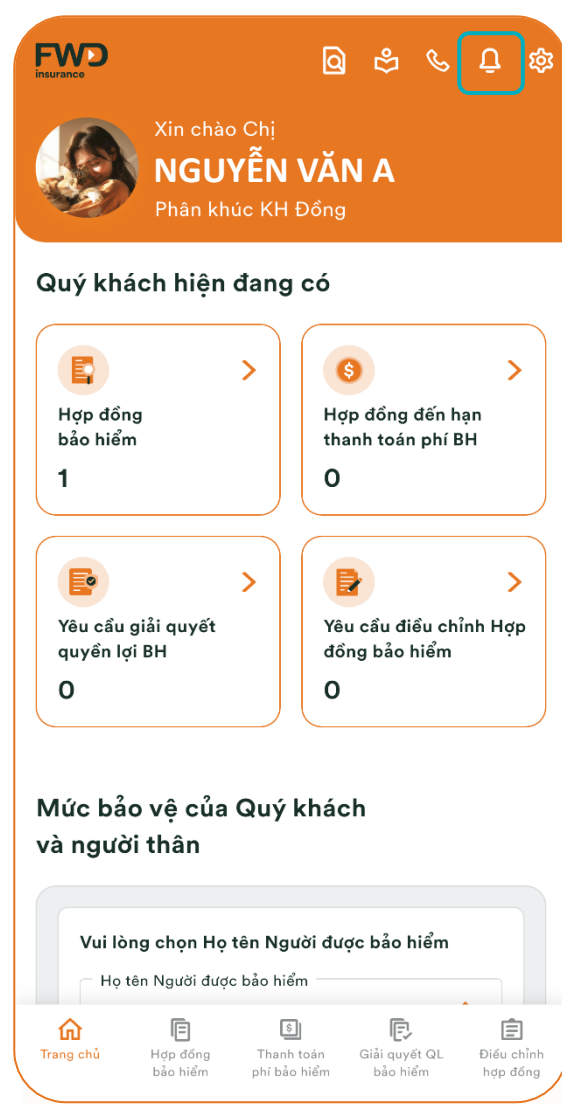 FWD
insurance
Xin chào Chị
NGUYỄN VĂN A
Phân khúc KH Đồng
Quý khách hiện đang có
Hợp đồng
bảo hiểm
1
Hợp đồng đến hạn
thanh toán phí BH
0
Yêu cầu giải quyết
quyền lợi BH
0
Yêu cầu điều chỉnh Hợp
đồng bảo hiểm
0
Mức bảo vệ của Quý khách
và người thân
Vui lòng chọn Họ tên Người được bảo hiểm
Họ tên Người được bảo hiểm
Trang chủ
Hợp đồng
bảo hiểm
Thanh toán
phí bảo hiểm
Giải quyết QL
bảo hiểm
Điều chỉnh
hợp đồng